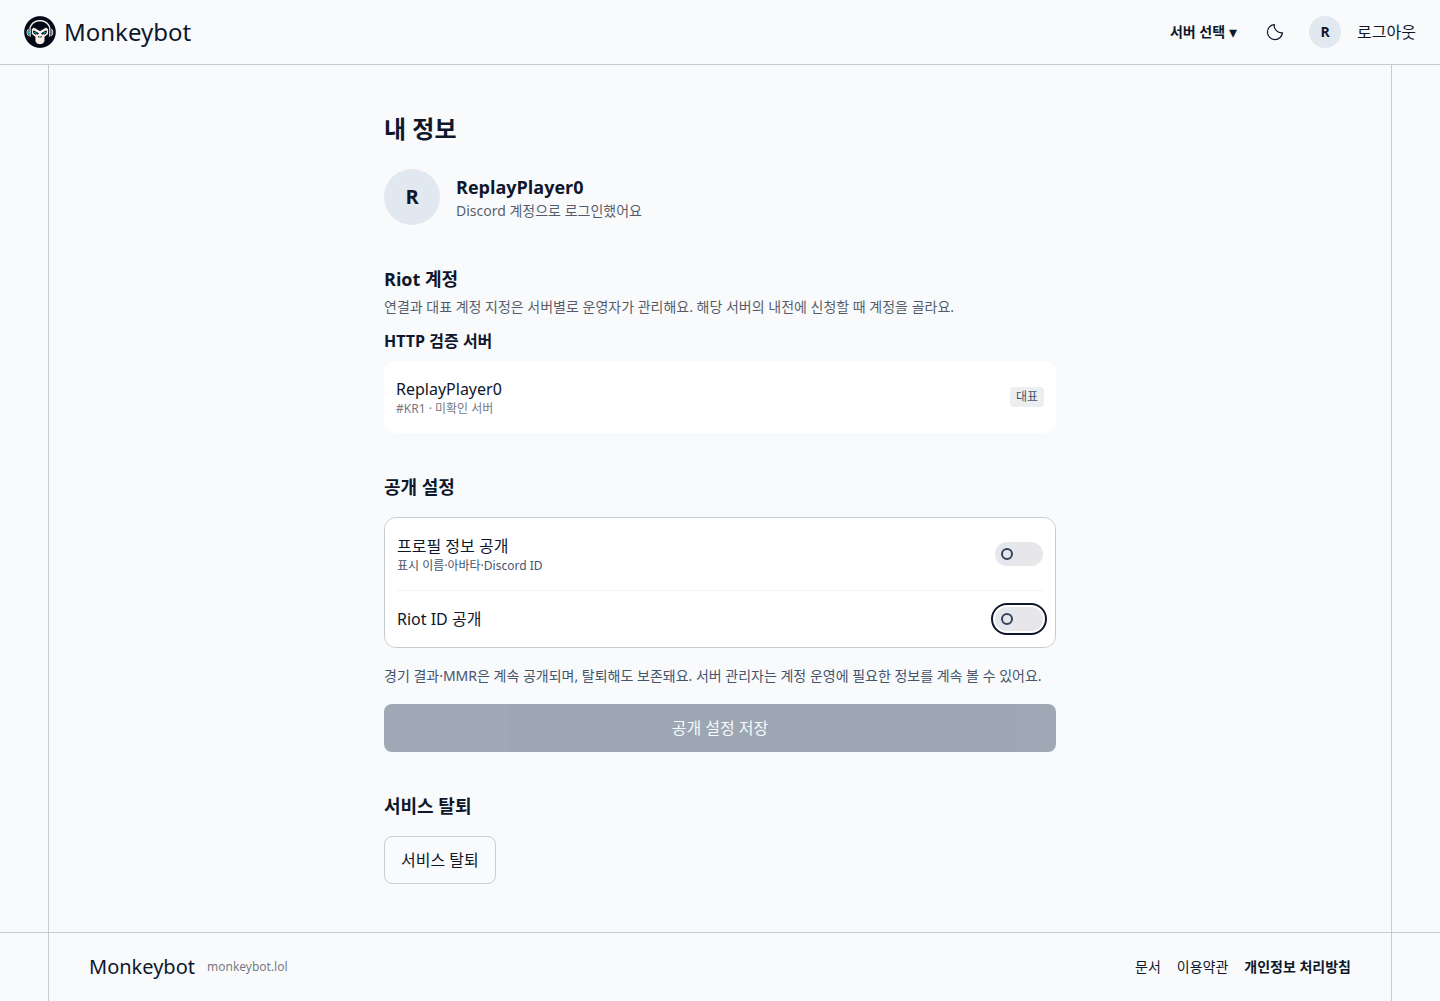 Monkeybot
서버 선택 ▾
R
로그아웃
내 정보
R
ReplayPlayer0
Discord 계정으로 로그인했어요
Riot 계정
연결과 대표 계정 지정은 서버별로 운영자가 관리해요. 해당 서버의 내전에 신청할 때 계정을 골라요.
HTTP 검증 서버
ReplayPlayer0
#KR1 · 미확인 서버
대표
공개 설정
프로필 정보 공개
표시 이름·아바타·Discord ID
Riot ID 공개
경기 결과·MMR은 계속 공개되며, 탈퇴해도 보존돼요. 서버 관리자는 계정 운영에 필요한 정보를 계속 볼 수 있어요.
공개 설정 저장
서비스 탈퇴
서비스 탈퇴
Monkeybot
monkeybot.lol
문서
이용약관
개인정보 처리방침